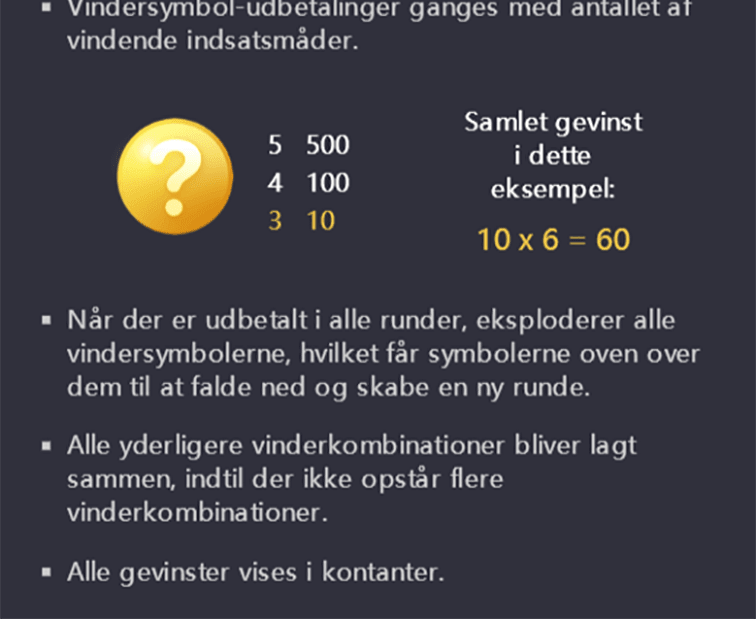 ▪ Vindersymbol-udbetalinger ganges med antallet af
vindende indsatsmåder.
?
5 500
4 100
3 10
Samlet gevinst
i dette
eksempel:
10 x 6 = 60
▪ Når der er udbetalt i alle runder, eksploderer alle
vindersymbolerne, hvilket får symbolerne oven over
dem til at falde ned og skabe en ny runde.
▪ Alle yderligere vinderkombinationer bliver lagt
sammen, indtil der ikke opstår flere
vinderkombinationer.
▪ Alle gevinster vises i kontanter.